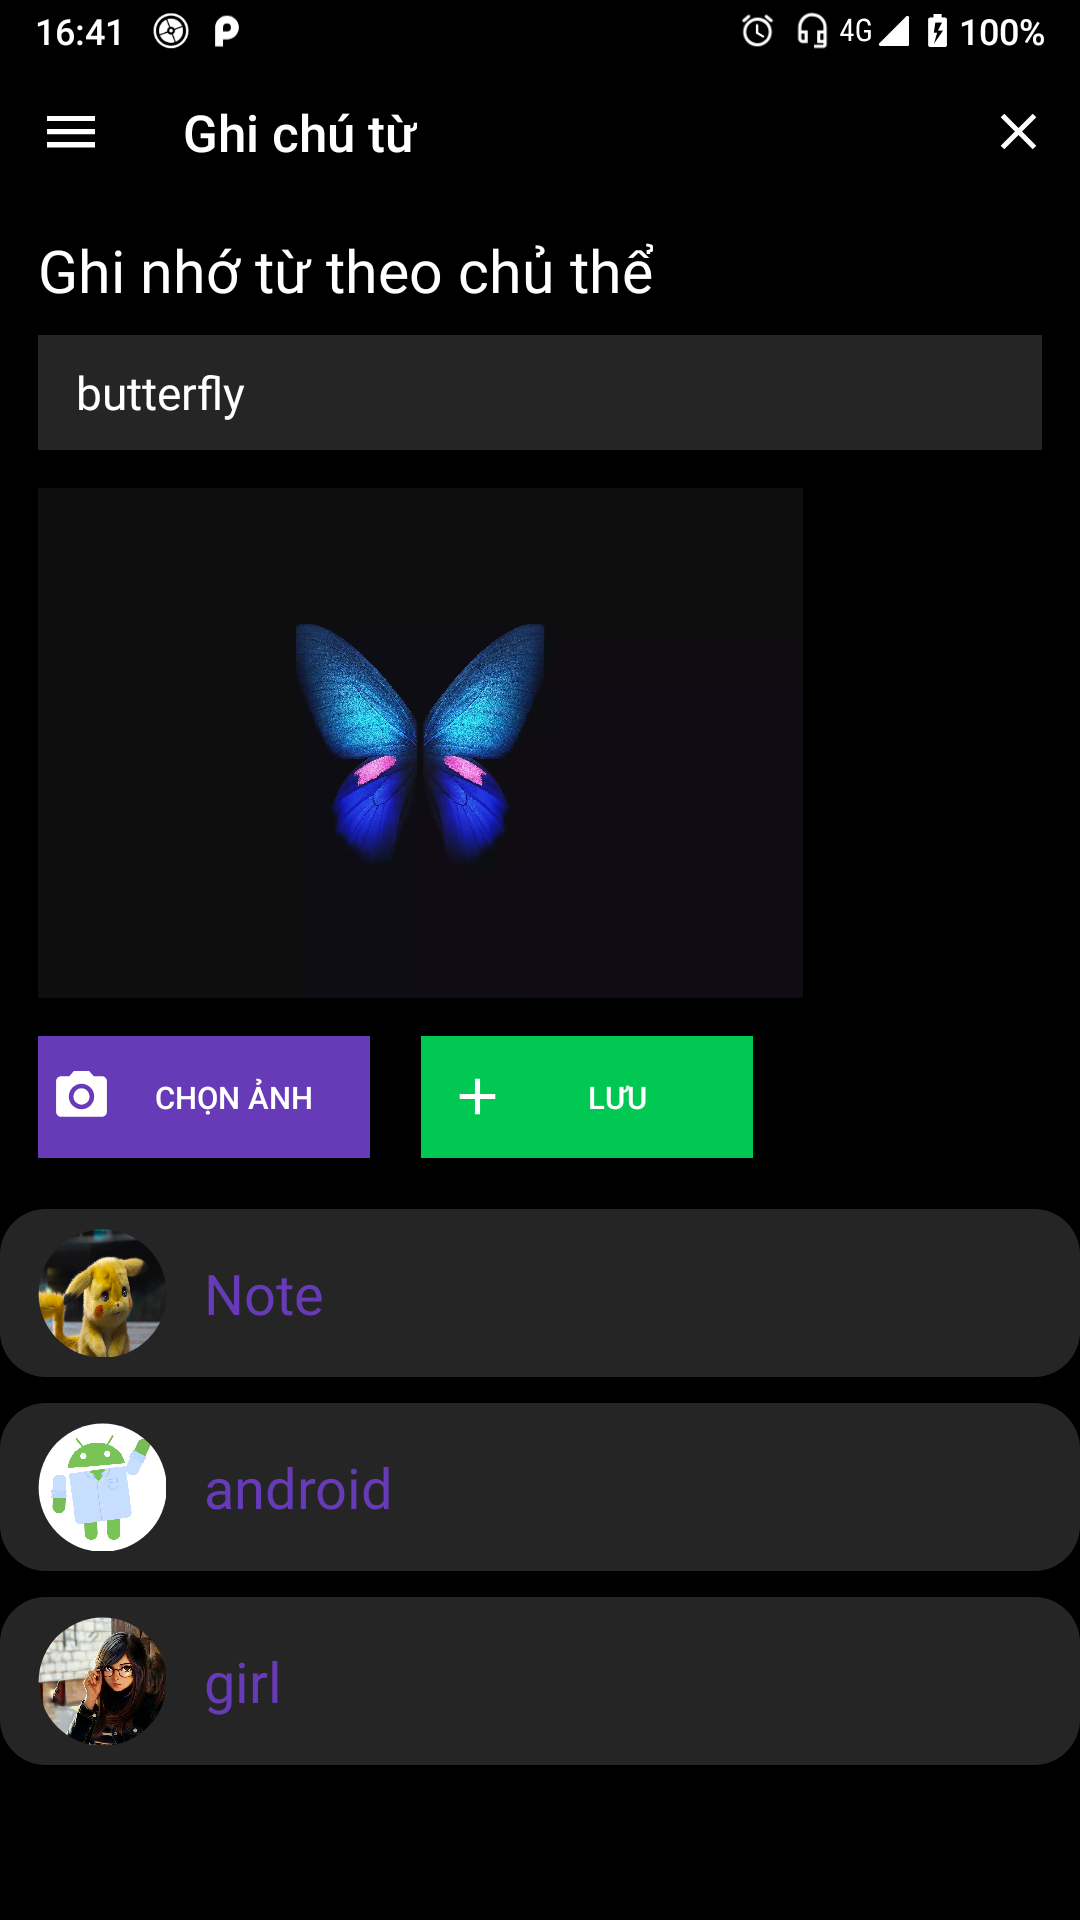 16:41 4G 100%
Ghi chú từ
Ghi nhớ từ theo chủ thể
butterfly
CHỌN ẢNH LƯU
Note
android
girl